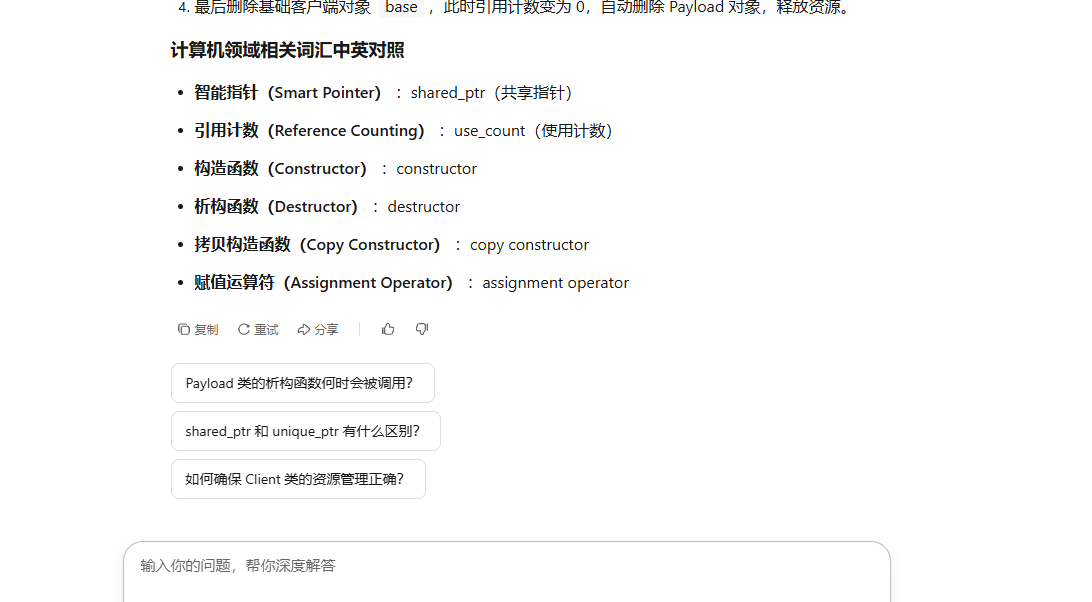 4. 最后删除基础客户端对象 base ，此时引用计数变为 0，自动删除 Payload 对象，释放资源。
计算机领域相关词汇中英对照
• 智能指针（Smart Pointer） ：shared_ptr（共享指针）
• 引用计数（Reference Counting） ：use_count（使用计数）
• 构造函数（Constructor） ：constructor
• 析构函数（Destructor） ：destructor
• 拷贝构造函数（Copy Constructor） ：copy constructor
• 赋值运算符（Assignment Operator） ：assignment operator
复制 重试 分享
Payload 类的析构函数何时会被调用？
shared_ptr 和 unique_ptr 有什么区别？
如何确保 Client 类的资源管理正确？
输入你的问题，帮你深度解答